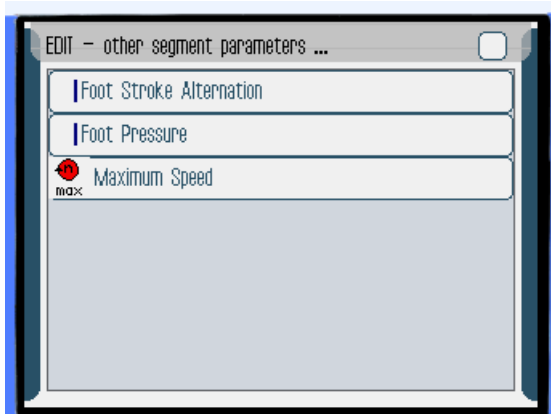 EDIT - other segment parameters ...
Foot Stroke Alternation
Foot Pressure
n
max
Maximum Speed